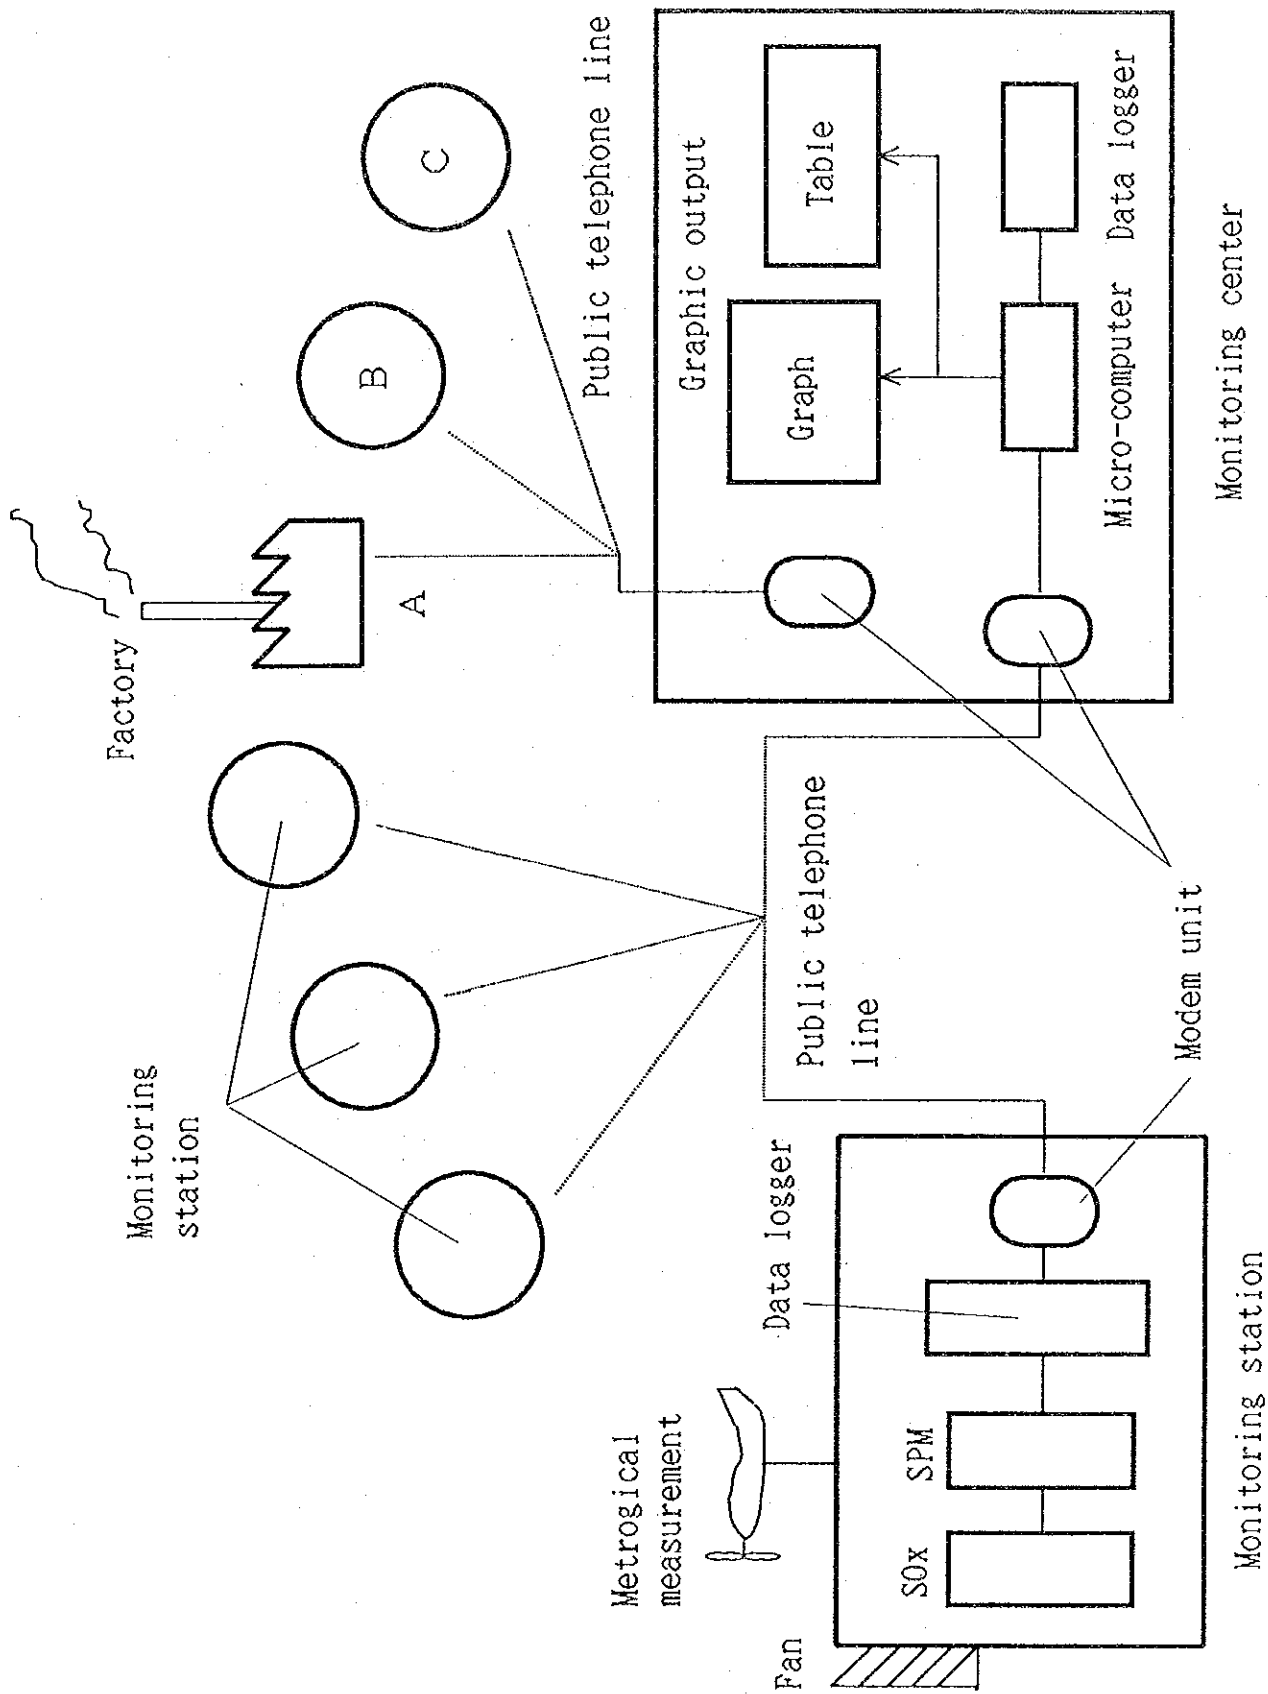 Monitoring
station
Factory
A
B
C
Public telephone line
Metrogical
measurement
Fan
SOx
SPM
Data logger
Monitoring station
Public telephone
line
Modem unit
Graphic output
Graph
Table
Micro-computer
Data logger
Monitoring center